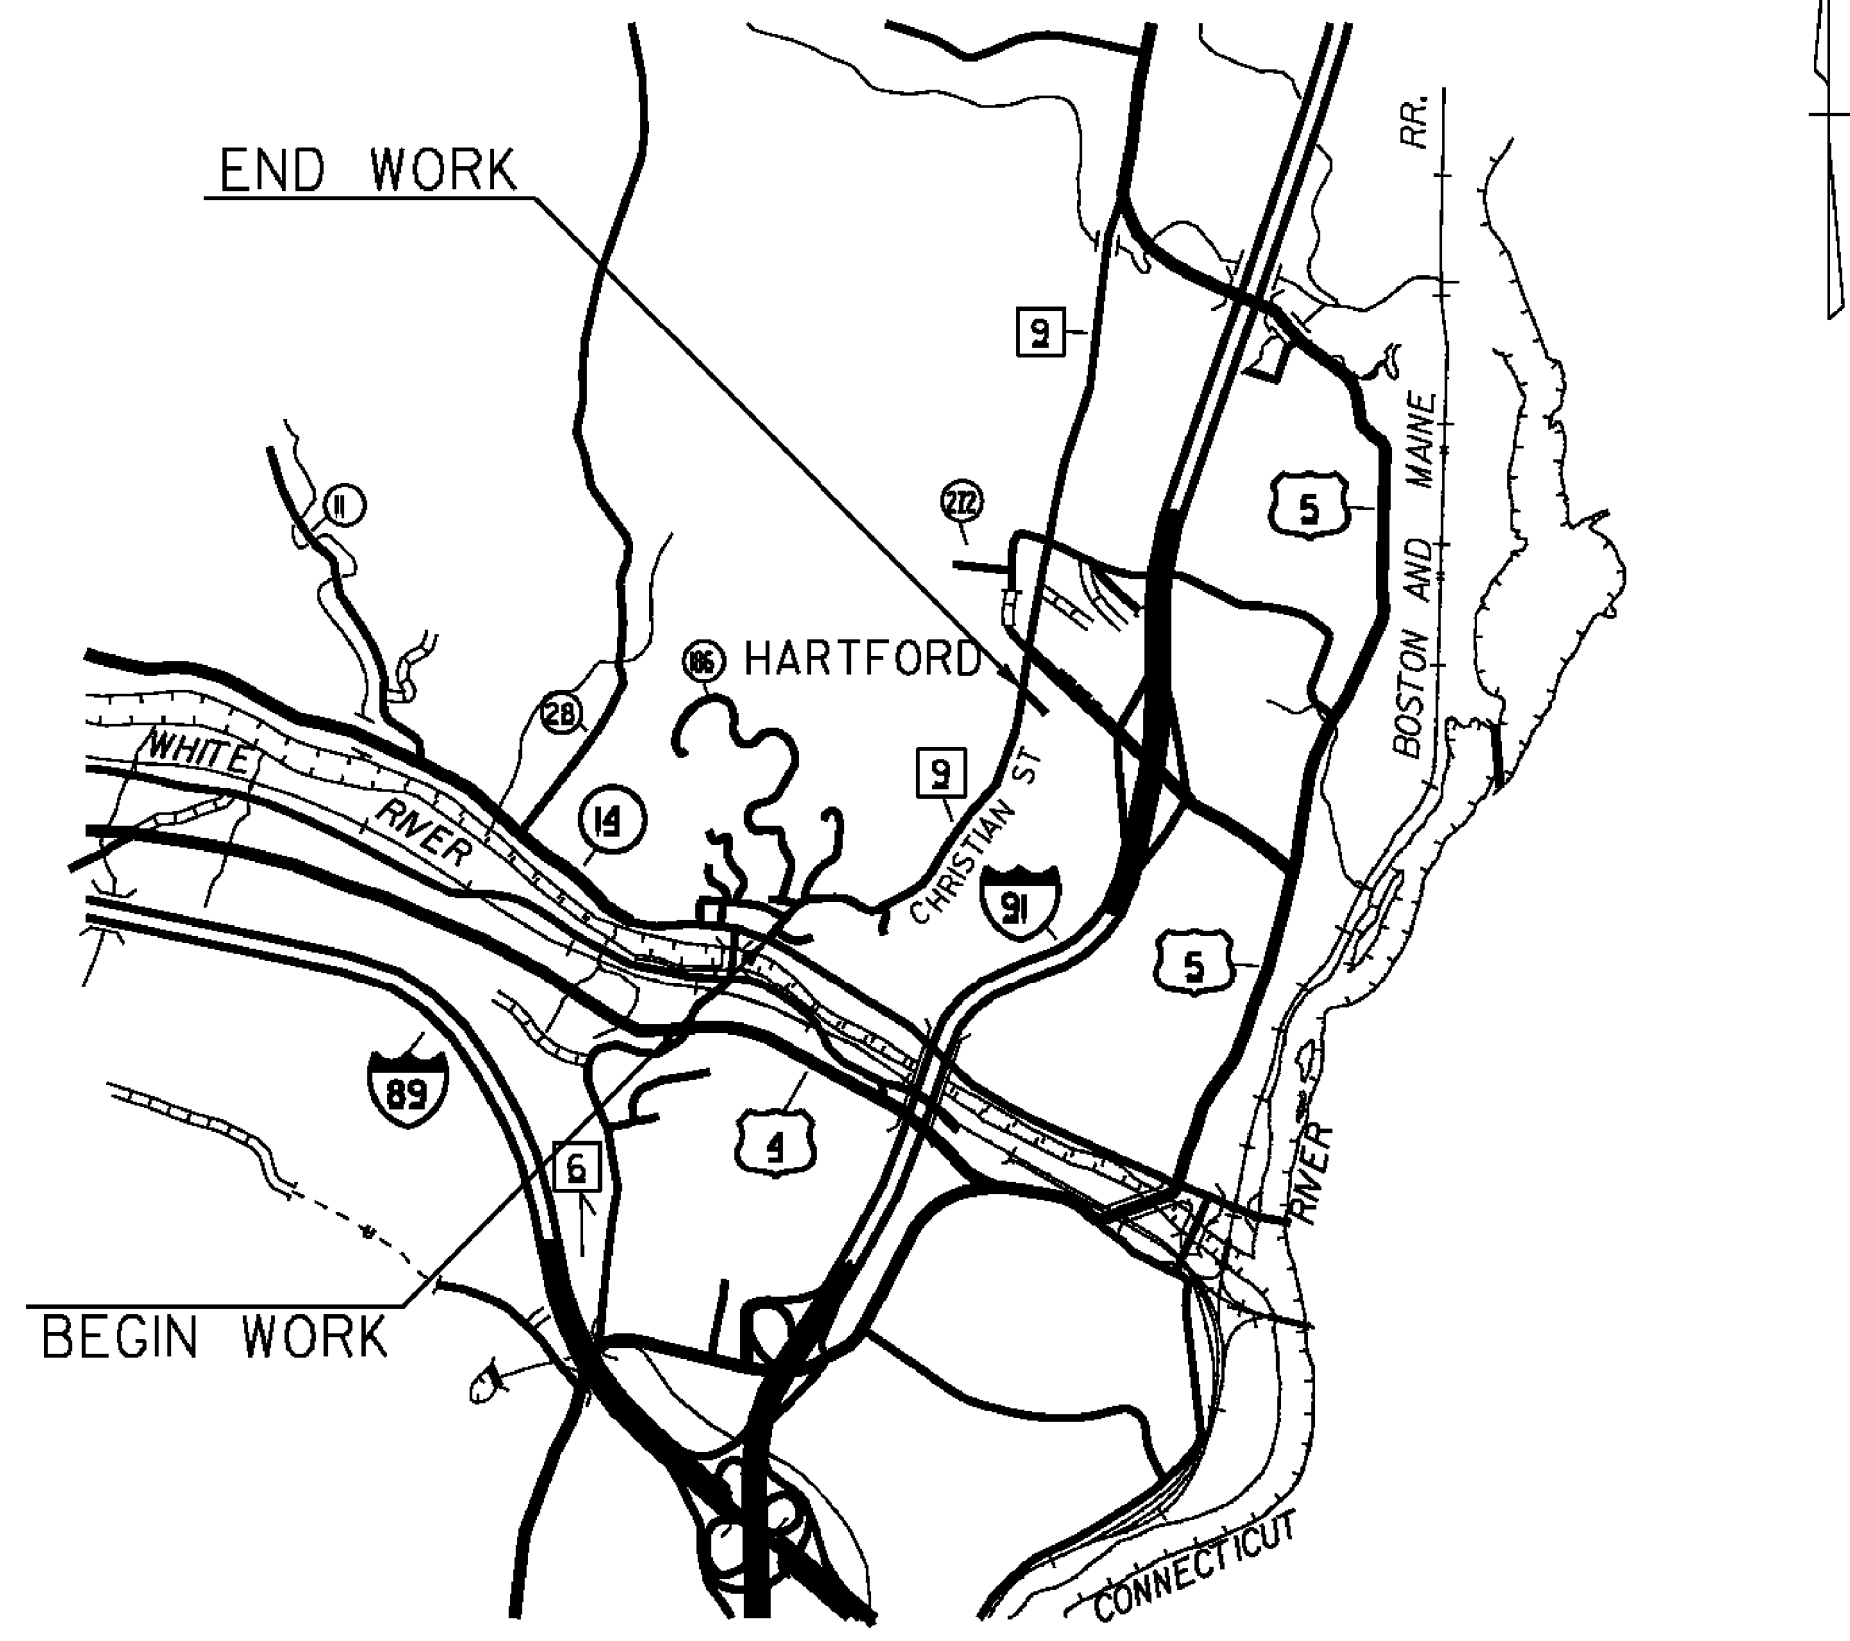 RR.
END WORK
9
5
272
11
BOSTON AND MAINE
186
HARTFORD
28
WHITE
RIVER
9
14
CHRISTIAN ST
91
5
89
4
6
RIVER
BEGIN WORK
CONNECTICUT